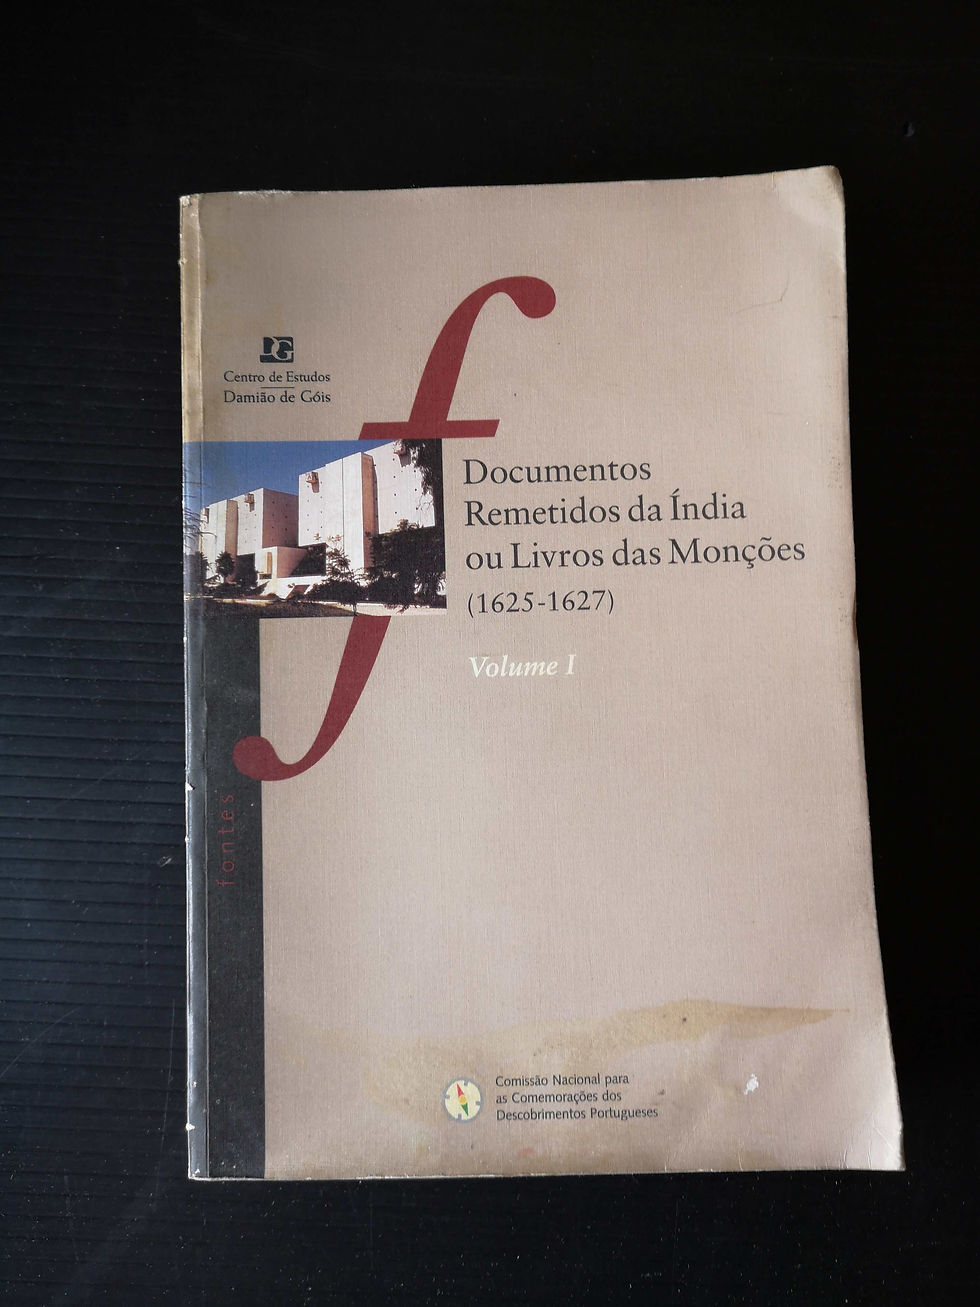 DG
Centro de Estudos
Damião de Góis
f
Documentos
Remetidos da Índia
ou Livros das Monções
(1625-1627)
Volume I
fontes
Comissão Nacional para
as Comemorações dos
Descobrimentos Portugueses